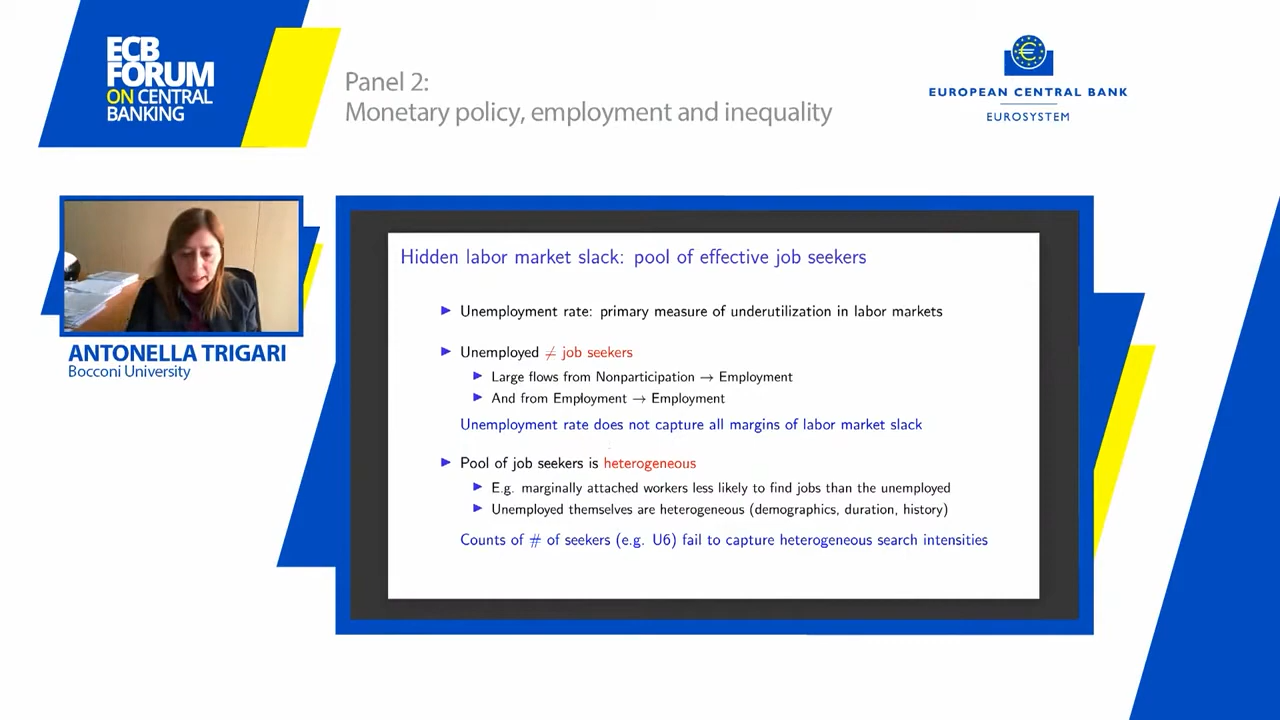 ECB
FORUM
ON CENTRAL
BANKING
Panel 2:
Monetary policy, employment and inequality
EUROPEAN CENTRAL BANK
EUROSYSTEM
ANTONELLA TRIGARI
Bocconi University
Hidden labor market slack: pool of effective job seekers
► Unemployment rate: primary measure of underutilization in labor markets
► Unemployed ≠ job seekers
► Large flows from Nonparticipation → Employment
► And from Employment → Employment
Unemployment rate does not capture all margins of labor market slack
► Pool of job seekers is heterogeneous
► E.g. marginally attached workers less likely to find jobs than the unemployed
► Unemployed themselves are heterogeneous (demographics, duration, history)
Counts of # of seekers (e.g. U6) fail to capture heterogeneous search intensities